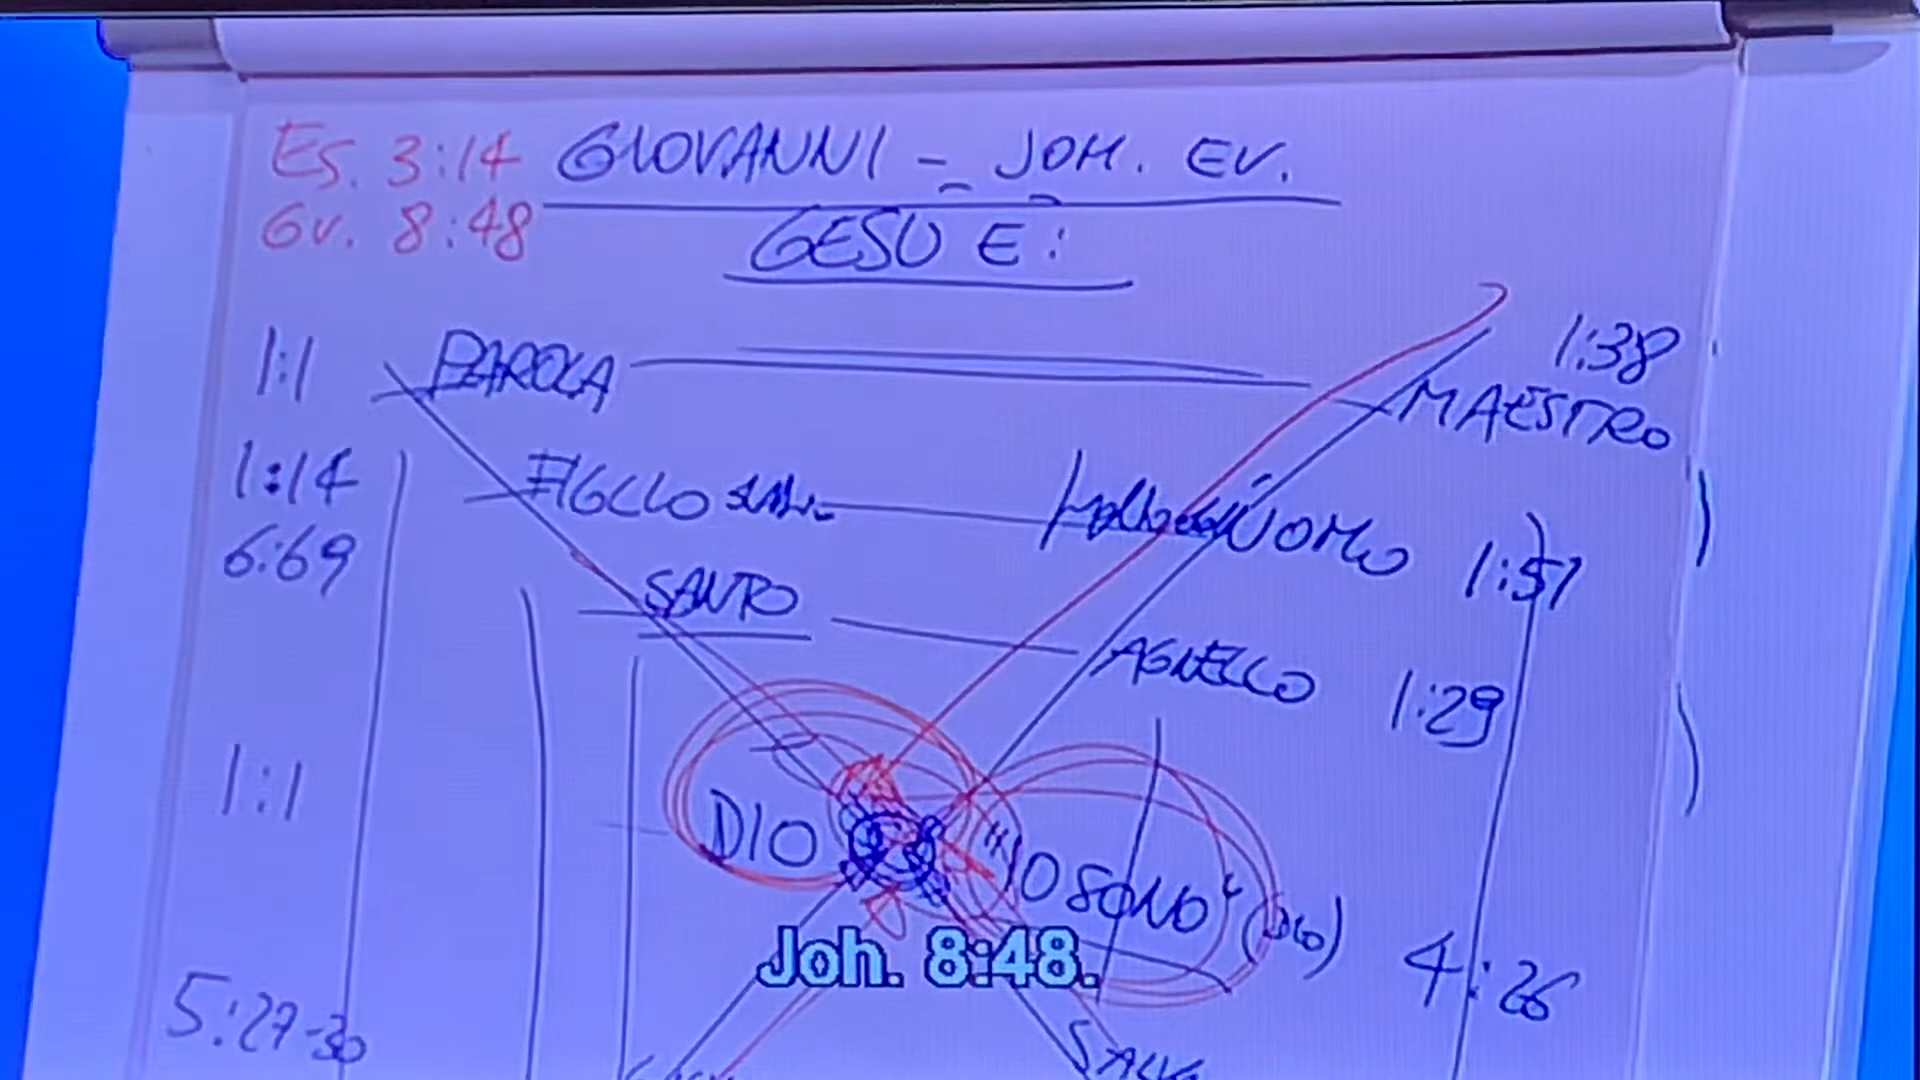 Es. 3:14 GIOVANNI - JOH. EV.
Gv. 8:48
GESU E:
1:1 PAROLA
1:38
MAESTRO
1:14 FIGLIO
UOMO 1:51
6:69
SANTO
AGNELLO 1:29
1:1 DIO "IO SONO" (DIO) 4:26
Joh. 8:48.
5:27-30